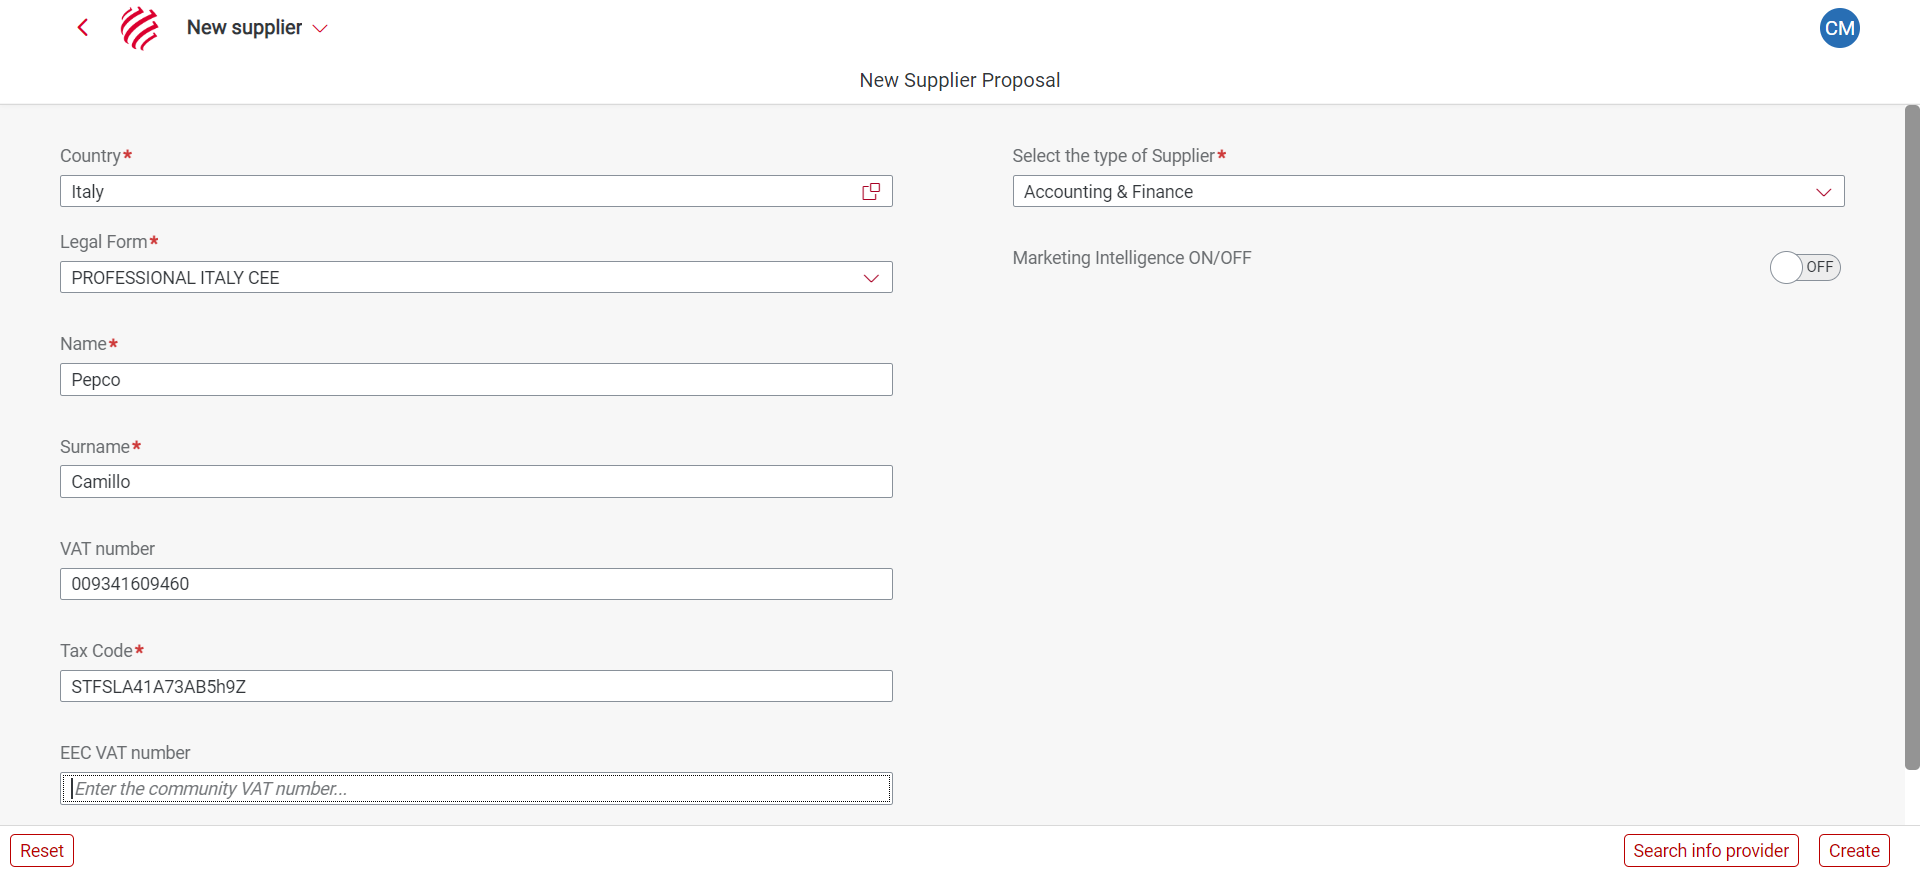 New supplier
CM
New Supplier Proposal
Country*
Italy
Legal Form*
PROFESSIONAL ITALY CEE
Name*
Pepco
Surname*
Camillo
VAT number
009341609460
Tax Code*
STFSLA41A73AB5h9Z
EEC VAT number
Enter the community VAT number...
Select the type of Supplier*
Accounting & Finance
Marketing Intelligence ON/OFF
OFF
Reset
Search info provider
Create